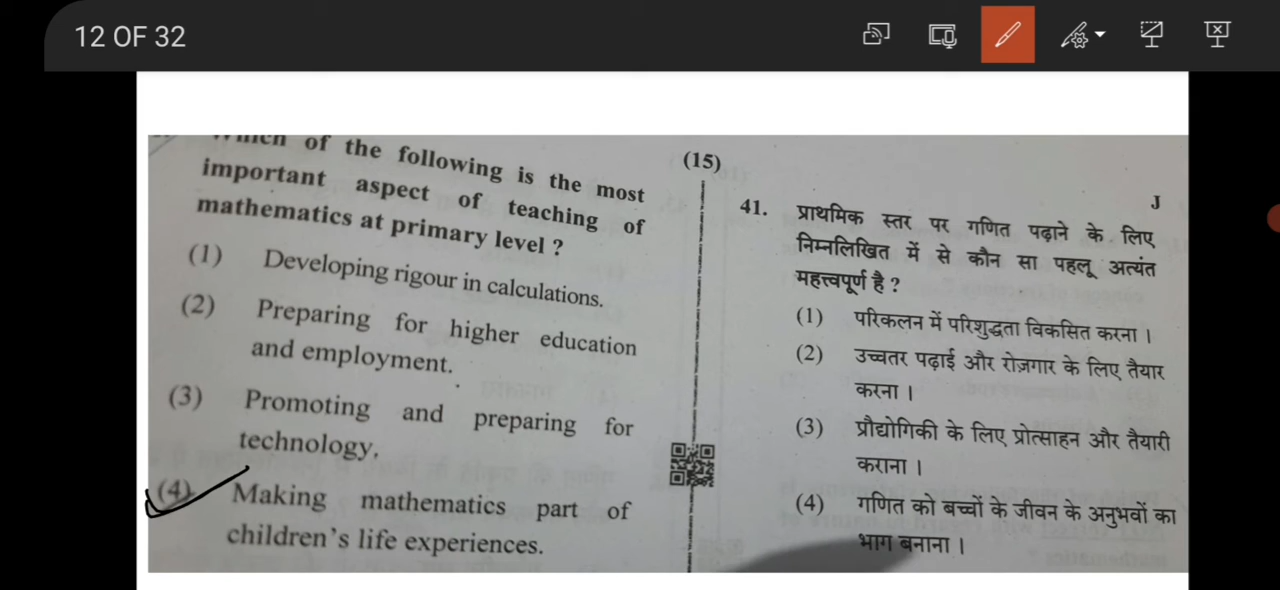 12 OF 32
Which of the following is the most
important aspect of teaching of
mathematics at primary level ?
(1) Developing rigour in calculations.
(2) Preparing for higher education
and employment.
(3) Promoting and preparing for
technology.
(4) Making mathematics part of
children's life experiences.
(15)
J
41. प्राथमिक स्तर पर गणित पढ़ाने के लिए
निम्नलिखित में से कौन सा पहलू अत्यंत
महत्त्वपूर्ण है ?
(1) परिकलन में परिशुद्धता विकसित करना ।
(2) उच्चतर पढ़ाई और रोज़गार के लिए तैयार
करना ।
(3) प्रौद्योगिकी के लिए प्रोत्साहन और तैयारी
कराना ।
(4) गणित को बच्चों के जीवन के अनुभवों का
भाग बनाना ।